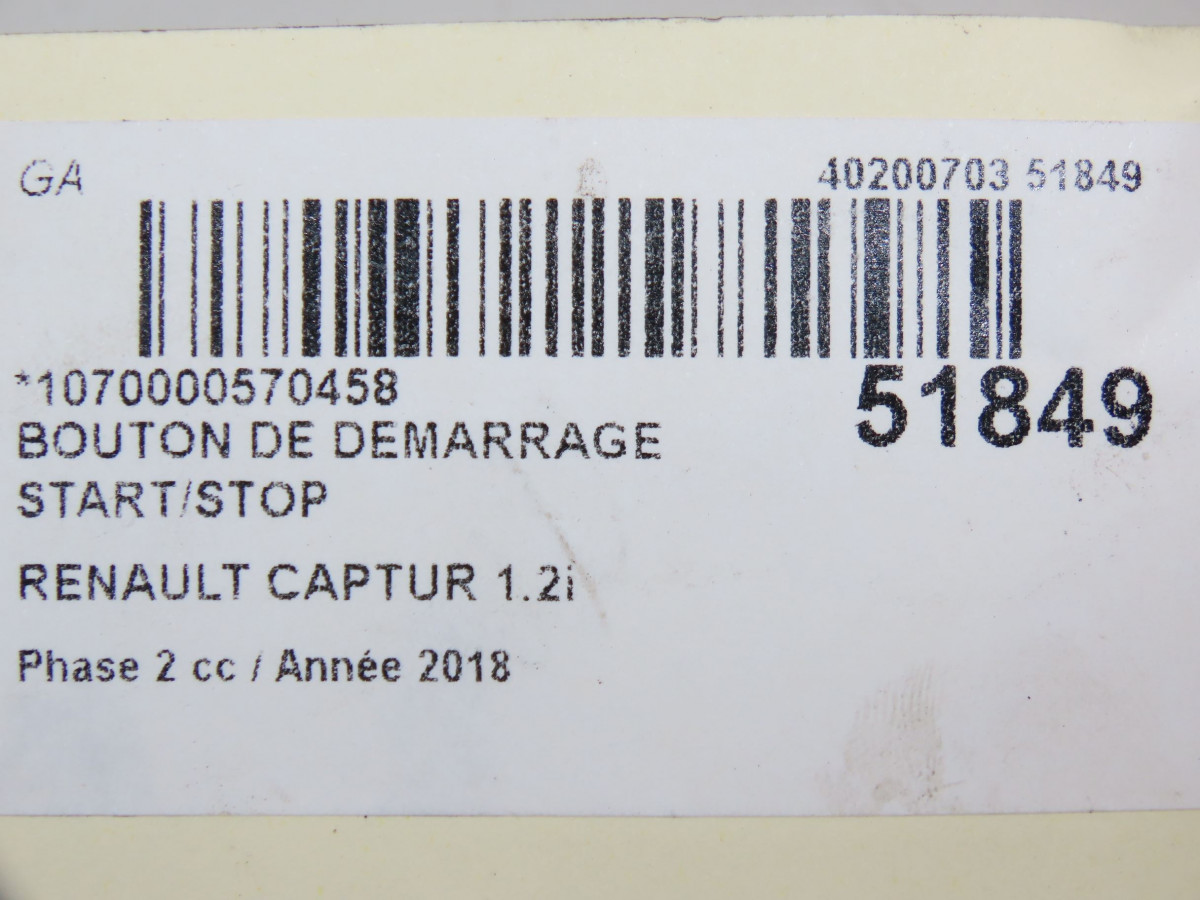 GA
40200703 51849
*1070000570458
51849
BOUTON DE DEMARRAGE
START/STOP
RENAULT CAPTUR 1.2i
Phase 2 cc / Année 2018